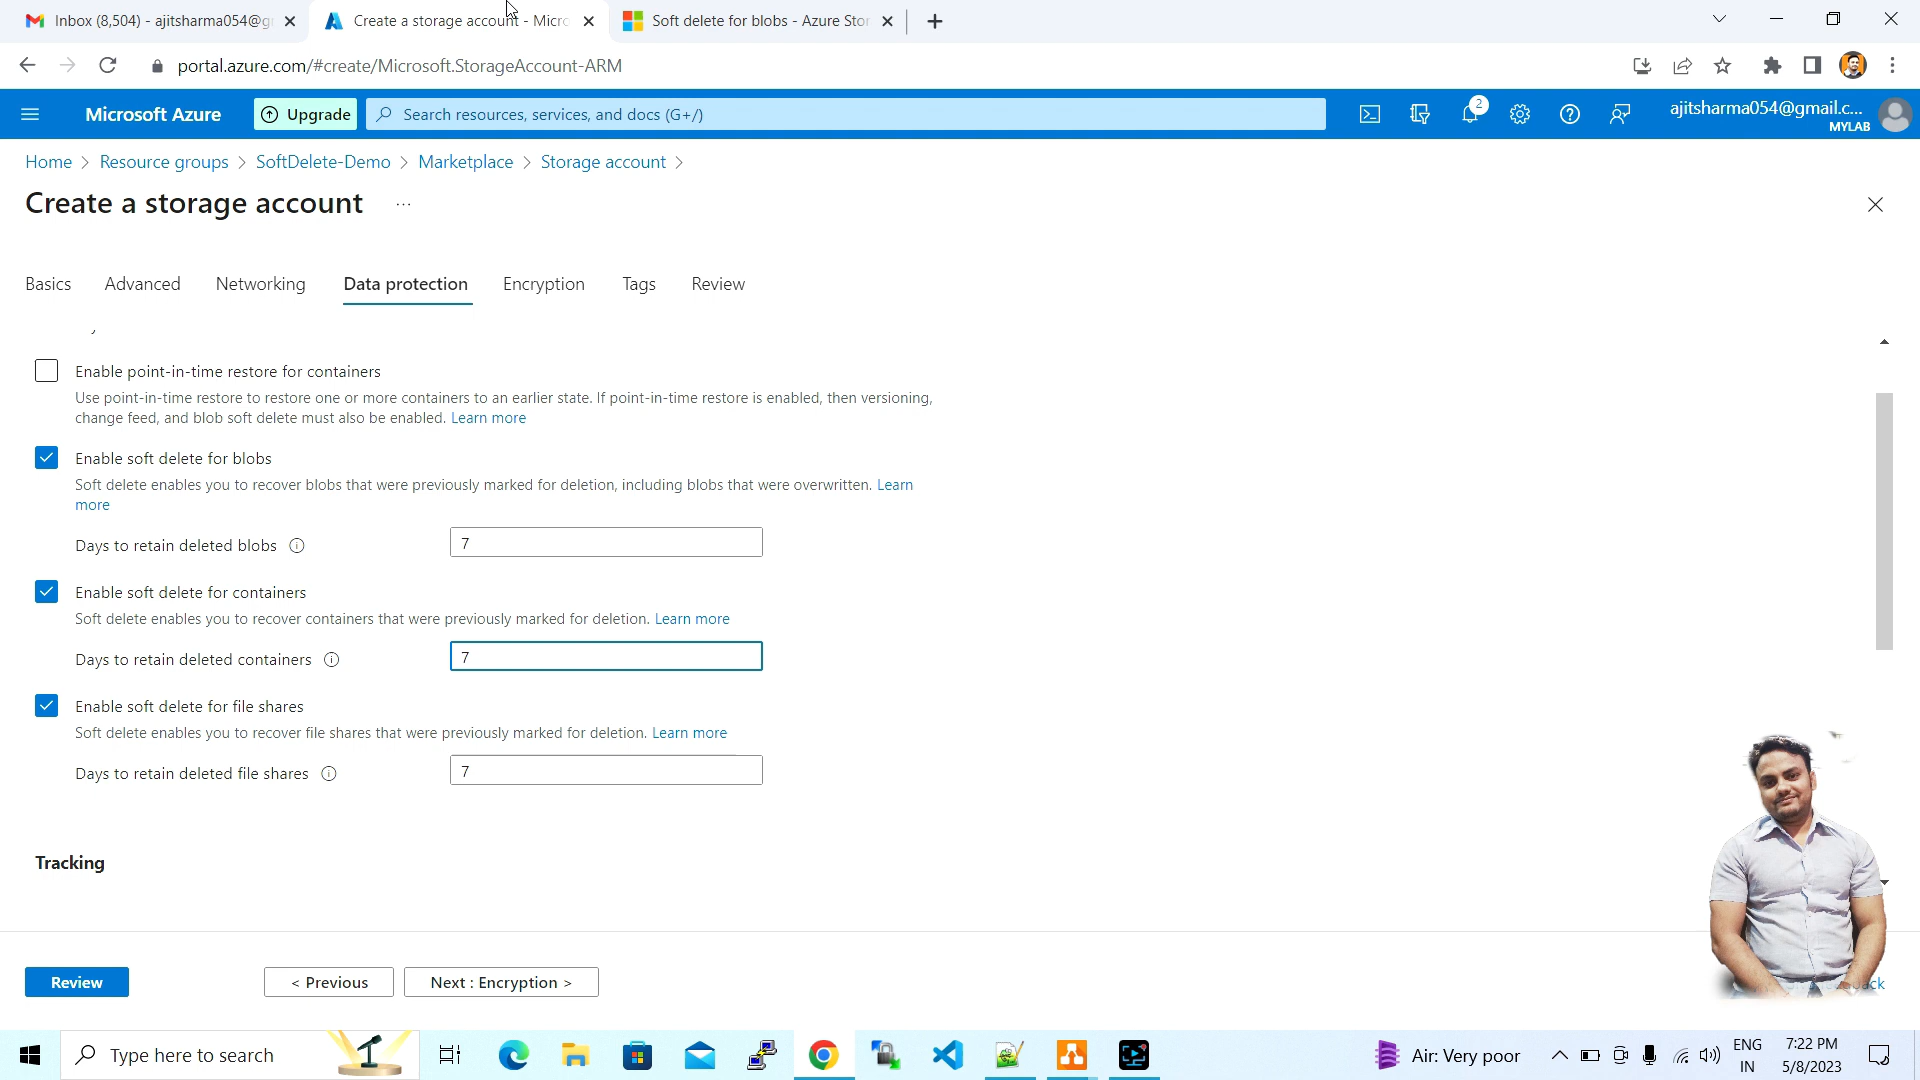 Inbox (8,504) - ajitsharma054@g
Create a storage account - Micro
Soft delete for blobs - Azure Stor
portal.azure.com/#create/Microsoft.StorageAccount-ARM
Microsoft Azure
Upgrade
Search resources, services, and docs (G+/)
2
ajitsharma054@gmail.c...
MYLAB
Home > Resource groups > SoftDelete-Demo > Marketplace > Storage account >
Create a storage account ...
Basics Advanced Networking Data protection Encryption Tags Review
Enable point-in-time restore for containers
Use point-in-time restore to restore one or more containers to an earlier state. If point-in-time restore is enabled, then versioning,
change feed, and blob soft delete must also be enabled. Learn more
Enable soft delete for blobs
Soft delete enables you to recover blobs that were previously marked for deletion, including blobs that were overwritten. Learn
more
Days to retain deleted blobs 7
Enable soft delete for containers
Soft delete enables you to recover containers that were previously marked for deletion. Learn more
Days to retain deleted containers 7
Enable soft delete for file shares
Soft delete enables you to recover file shares that were previously marked for deletion. Learn more
Days to retain deleted file shares 7
Tracking
Review
< Previous
Next : Encryption >
Type here to search
Air: Very poor
ENG
IN
7:22 PM
5/8/2023